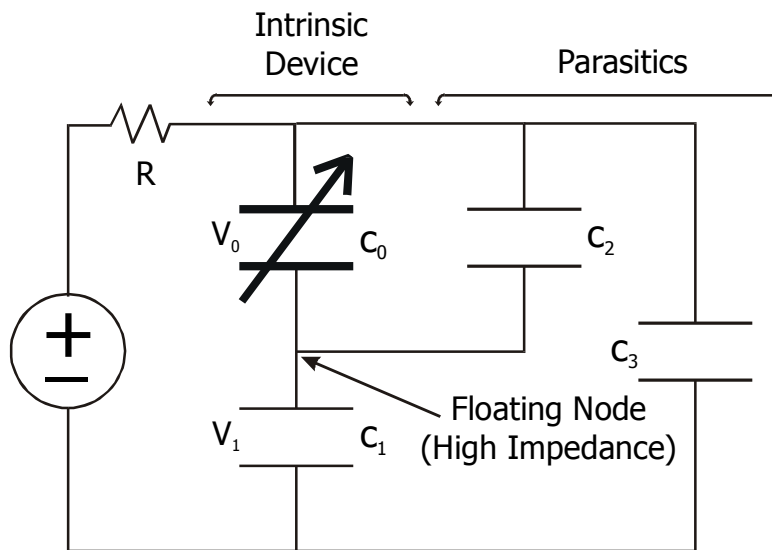 Intrinsic
Device
Parasitics
R
V₀
C₀
C₂
C₃
Floating Node
(High Impedance)
V₁
C₁